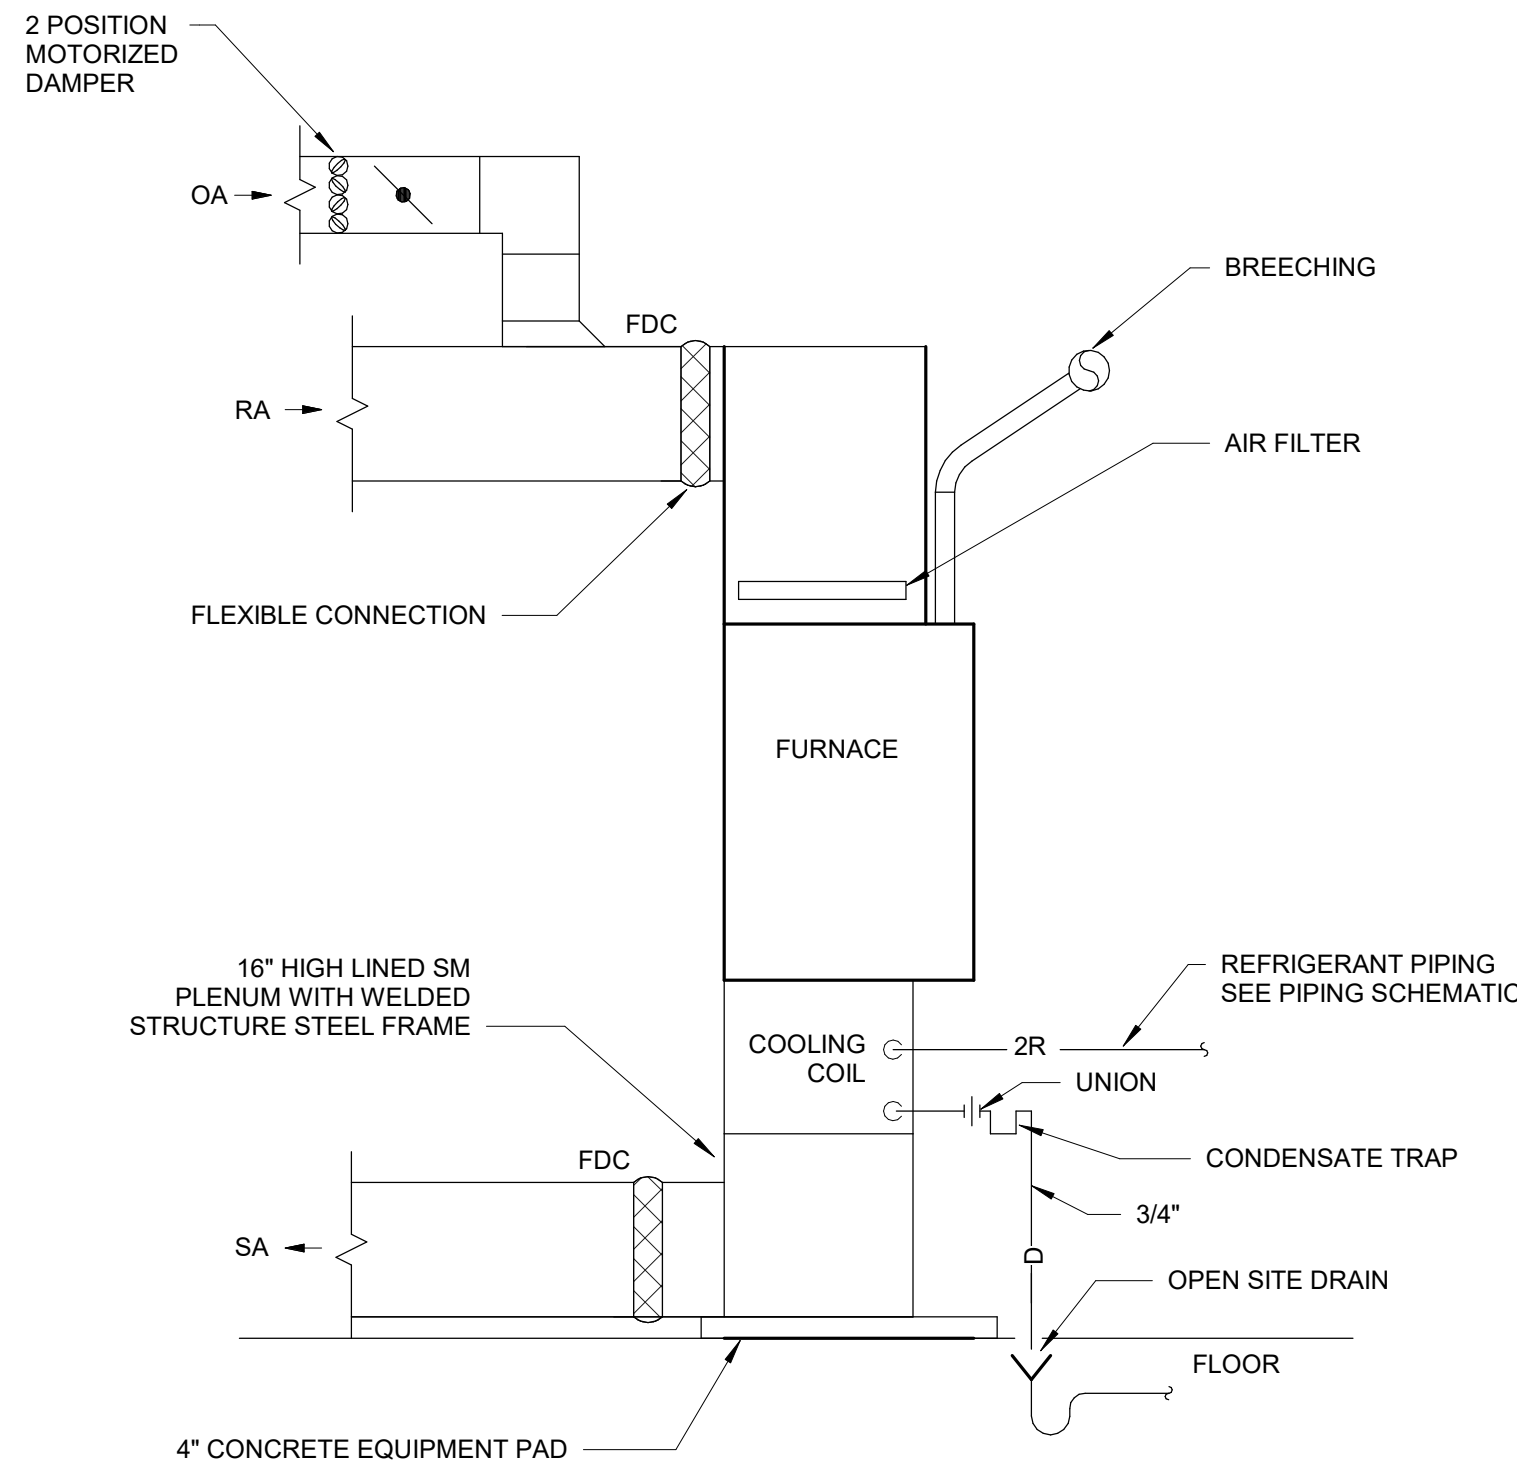 2 POSITION
MOTORIZED
DAMPER
OA
BREECHING
FDC
RA
AIR FILTER
FLEXIBLE CONNECTION
FURNACE
16" HIGH LINED SM
PLENUM WITH WELDED
STRUCTURE STEEL FRAME
REFRIGERANT PIPING
SEE PIPING SCHEMATIC
COOLING
COIL
2R
UNION
CONDENSATE TRAP
FDC
3/4"
SA
D
OPEN SITE DRAIN
FLOOR
4" CONCRETE EQUIPMENT PAD